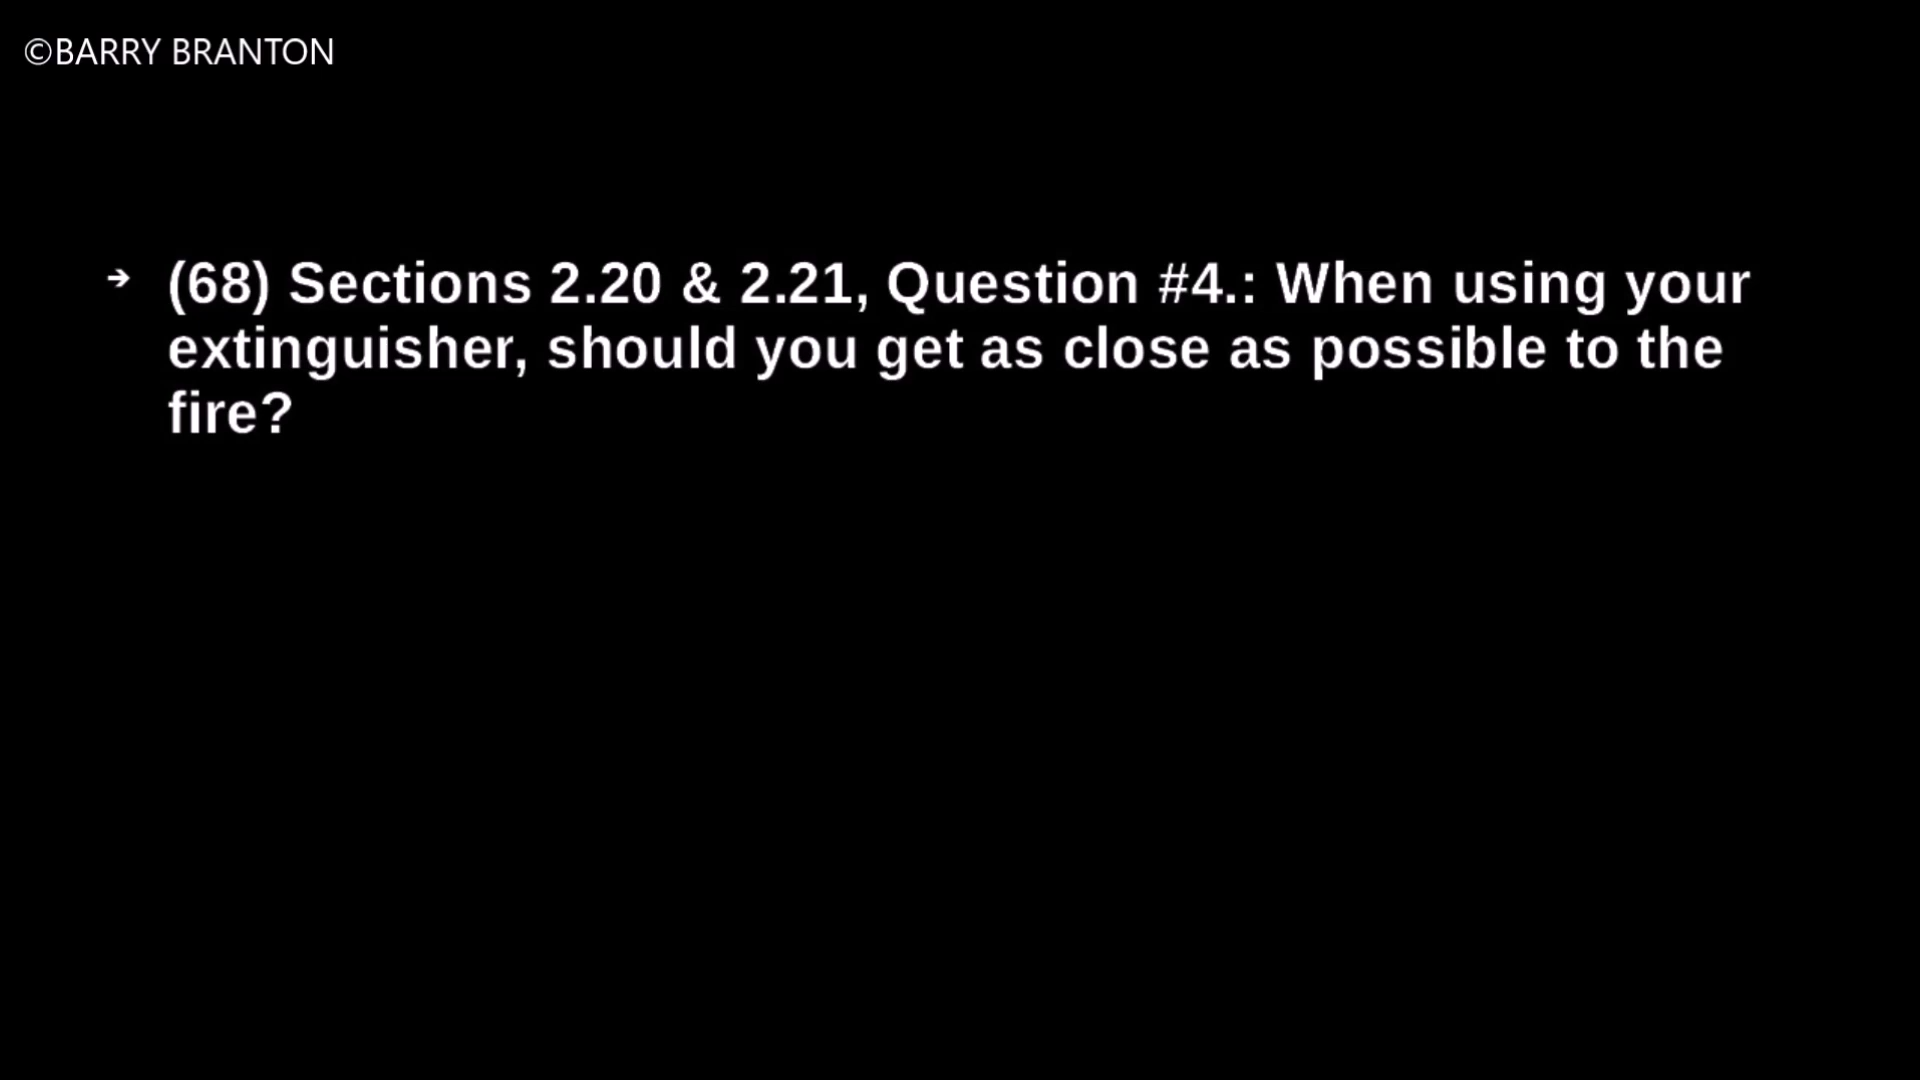 ©BARRY BRANTON
➔ (68) Sections 2.20 & 2.21, Question #4.: When using your
extinguisher, should you get as close as possible to the
fire?